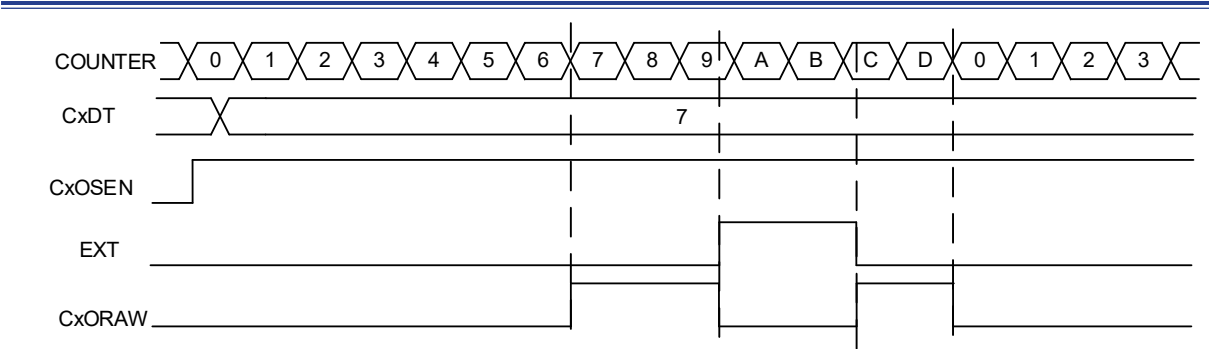 COUNTER 0 1 2 3 4 5 6 7 8 9 A B C D 0 1 2 3
CxDT 7
CxOSEN
EXT
CxORAW